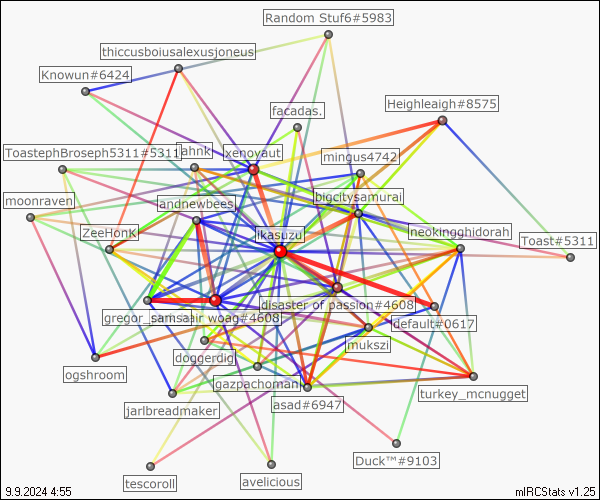 Random Stuf6#5983
thiccusboiusalexusjoneus
Knowun#6424
Heighleaigh#8575
facadas.
ToastephBroseph5311#5311
ahnk
xenoyaut
mingus4742
moonraven
andnewbees
bigcitysamurai
ZeeHonK
ikasuzu
neokingghidorah
Toast#5311
disaster of passion#4608
gregor_samsa
air woag#4608
default#0617
mukszi
doggerdigi
ogshroom
gazpachoman
turkey_mcnugget
asad#6947
jarlbreadmaker
Duck™#9103
tescoroll
avelicious
9.9.2024 4:55
mIRCStats v1.25